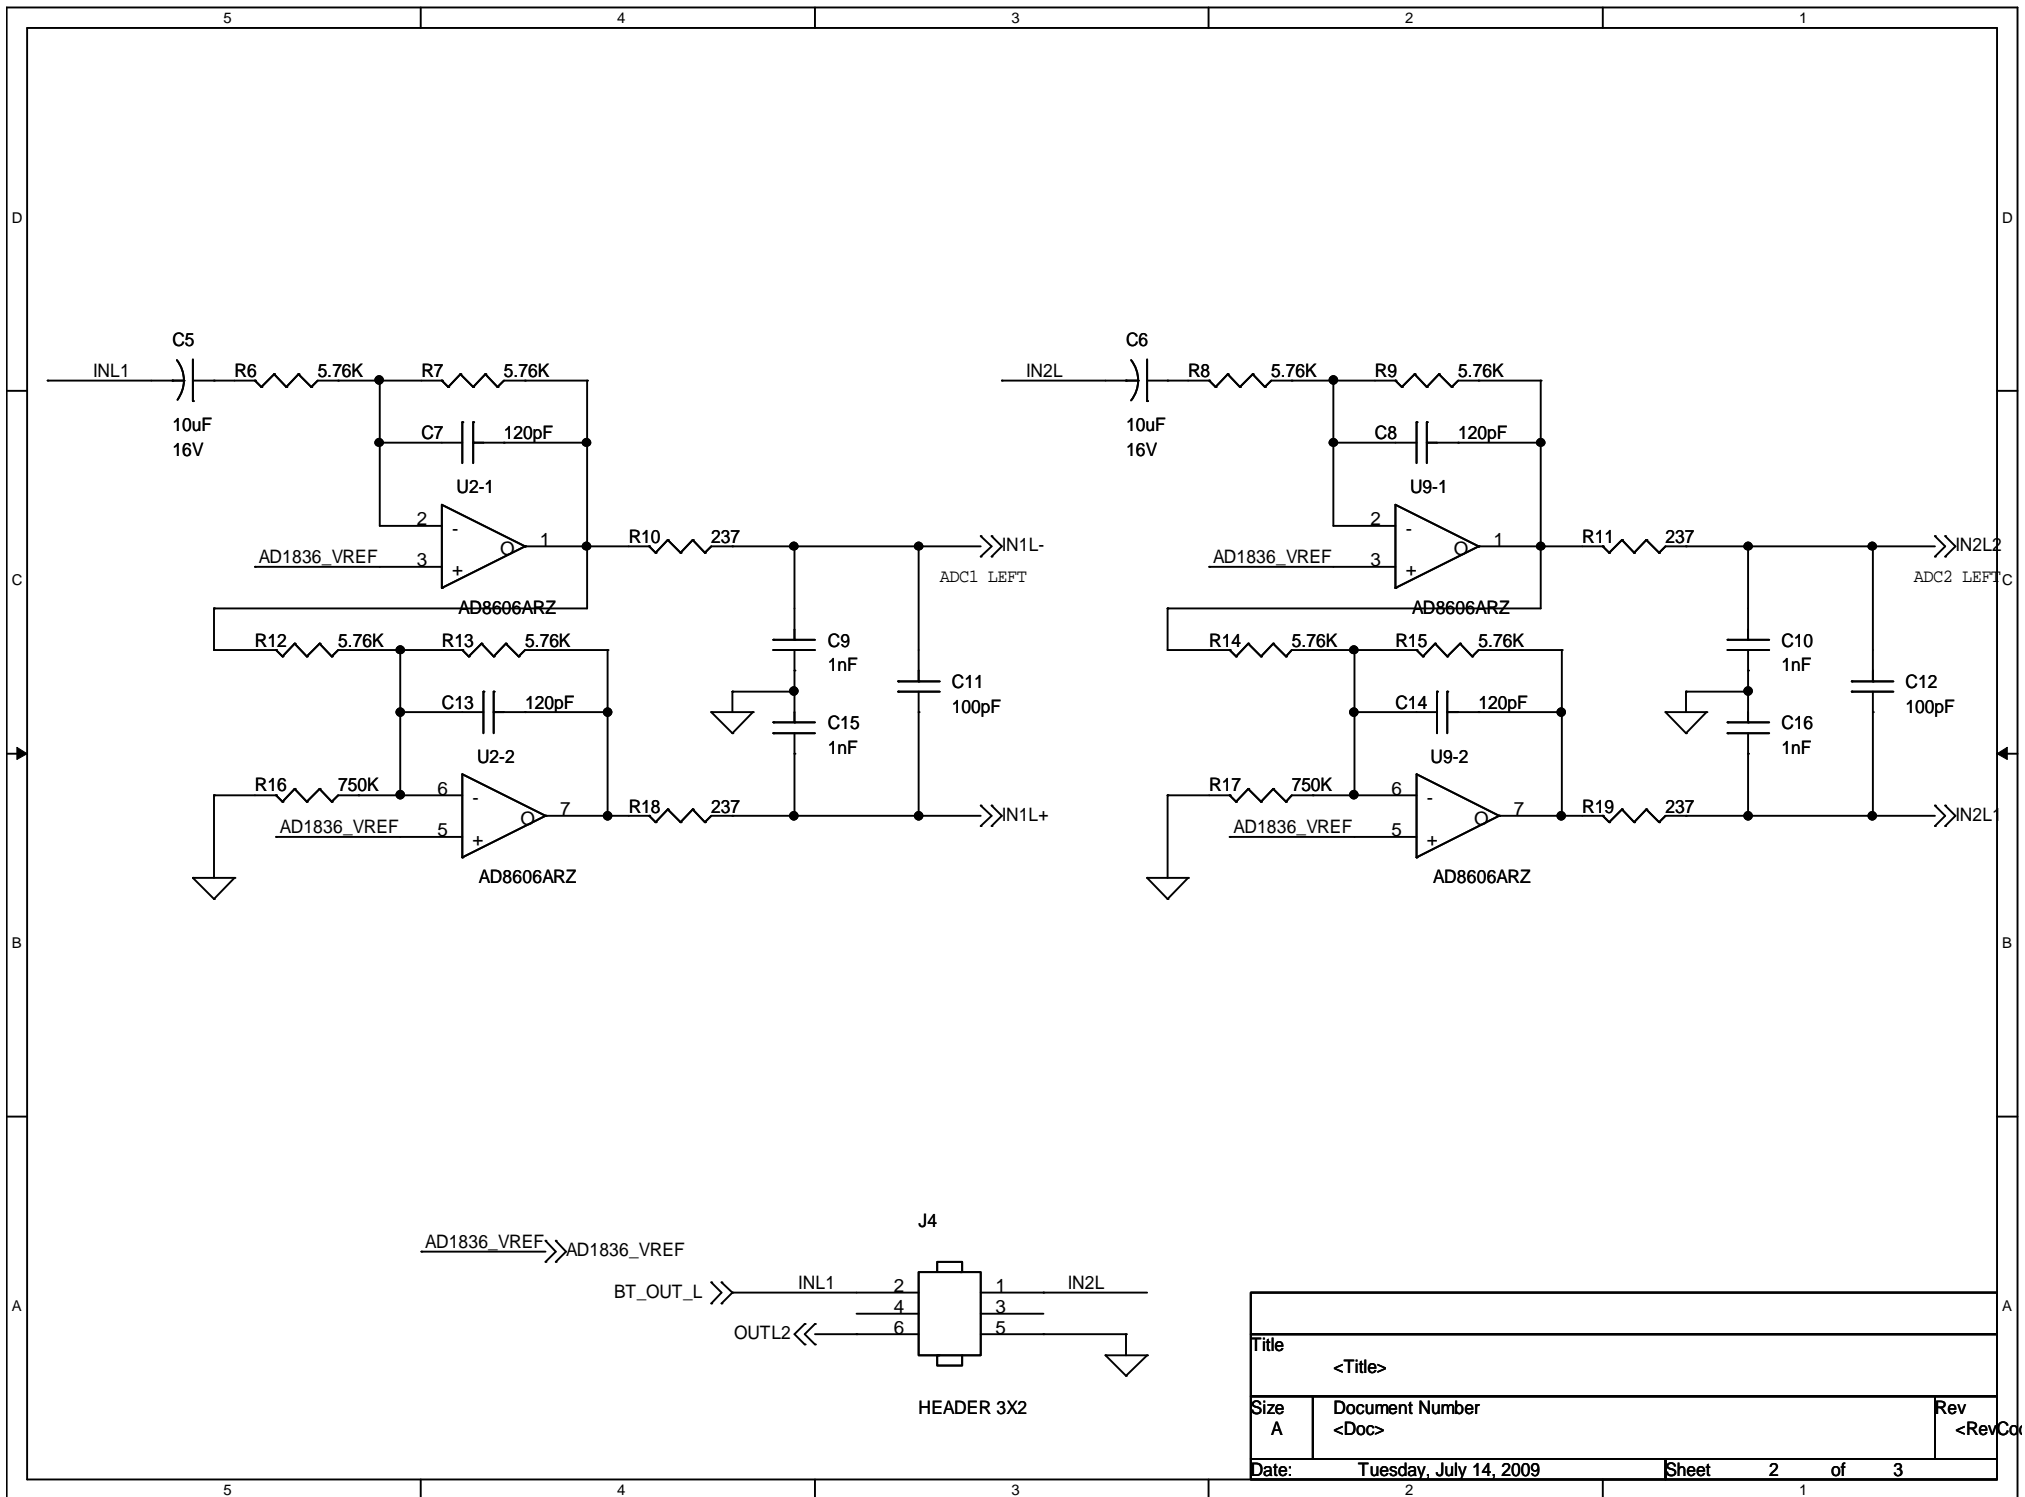 5 4 3 2 1
D D
C5 C6
INL1 R6 5.76K R7 5.76K IN2L R8 5.76K R9 5.76K
10uF 10uF
16V C7 120pF 16V C8 120pF
U2-1 U9-1
2 - 2 -
O 1 R10 237 IN1L- O 1 R11 237 IN2L2
AD1836_VREF 3 + AD1836_VREF 3 +
C ADC1 LEFT ADC2 LEFT C
AD8606ARZ AD8606ARZ
R12 5.76K R13 5.76K C9 R14 5.76K R15 5.76K C10
1nF 1nF
C11 C12
C13 120pF 100pF C14 120pF 100pF
C15 C16
1nF 1nF
U2-2 U9-2
R16 750K 6 - R17 750K 6 -
O 7 R18 237 IN1L+ O 7 R19 237 IN2L1
AD1836_VREF 5 + AD1836_VREF 5 +
AD8606ARZ AD8606ARZ
B B
J4
AD1836_VREF AD1836_VREF
BT_OUT_L INL1 2 1 IN2L
A 4 3 A
OUTL2 6 5
HEADER 3X2
Title
<Title>
Size Document Number Rev
A <Doc> <RevCo
Date: Tuesday, July 14, 2009 Sheet 2 of 3
5 4 3 2 1